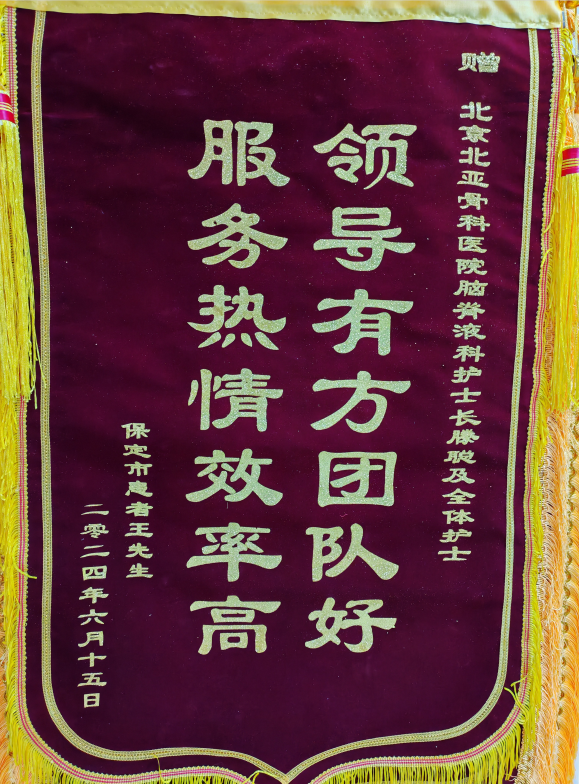 赠
北京北亚骨科医院脑脊液科护士长滕聪及全体护士
领导有方团队好
服务热情效率高
保定市患者王先生
二零二四年六月十五日